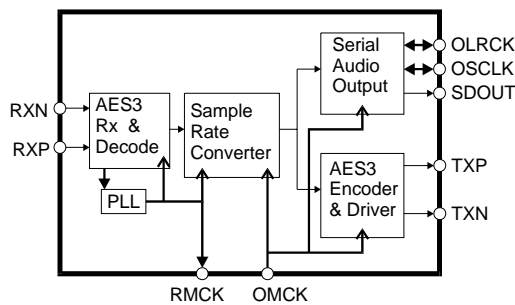 RXN
RXP
AES3
Rx &
Decode
PLL
Sample
Rate
Converter
Serial
Audio
Output
AES3
Encoder
& Driver
OLRCK
OSCLK
SDOUT
TXP
TXN
RMCK
OMCK